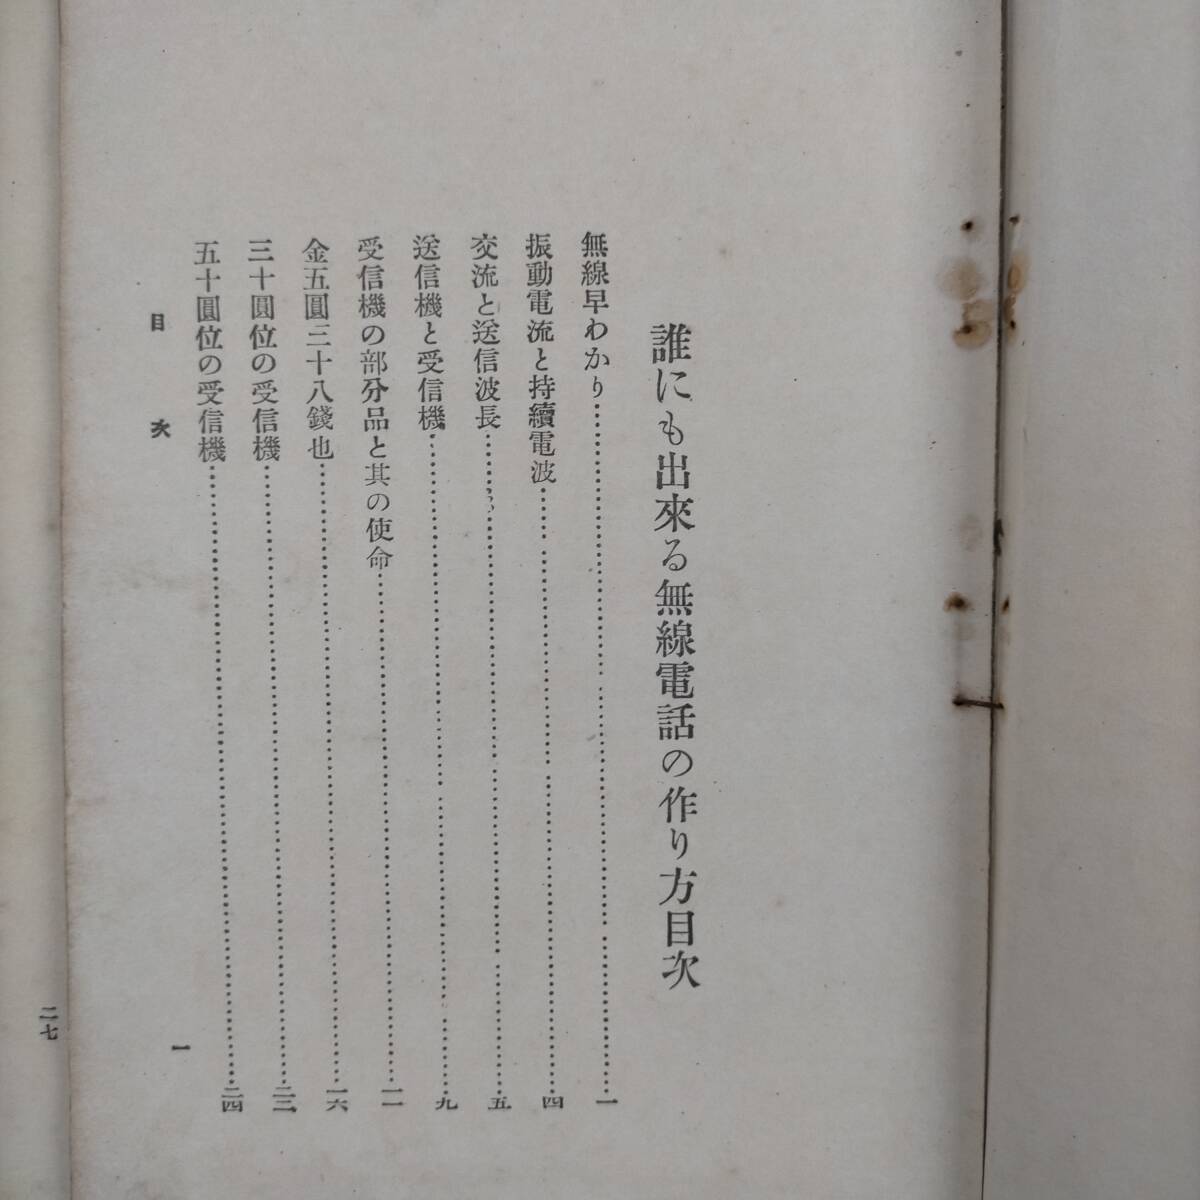 誰にも出來る無線電話の作り方目次
無線早わかり……………一
振動電流と持續電波……………四
交流と送信波長……………五
送信機と受信機……………九
受信機の部分品と其の使命……………一一
金五圓三十八錢也……………一六
三十圓位の受信機……………二三
五十圓位の受信機……………二四
目次
一
二七